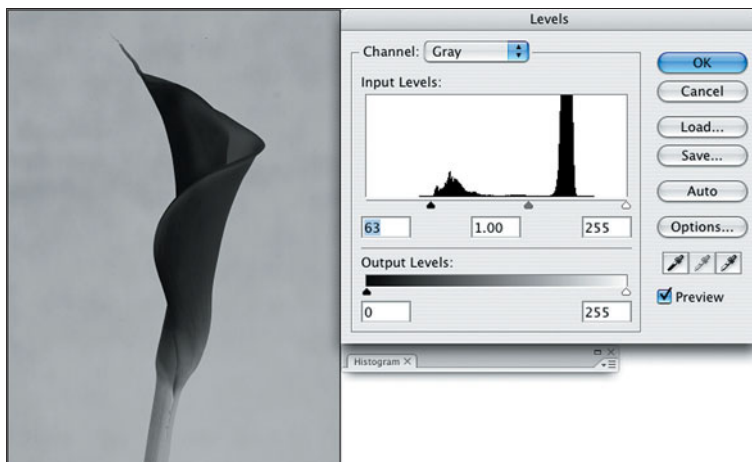 Levels
Channel: Gray
Input Levels:
63 1.00 255
Output Levels:
0 255
OK
Cancel
Load...
Save...
Auto
Options...
Preview
Histogram